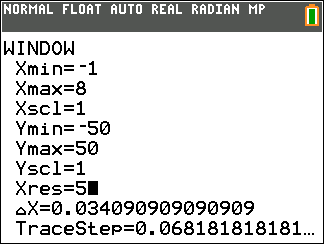 NORMAL FLOAT AUTO REAL RADIAN MP
WINDOW
Xmin=-1
Xmax=8
Xscl=1
Ymin=-50
Ymax=50
Yscl=1
Xres=5
△X=0.034090909090909
TraceStep=0.068181818181...